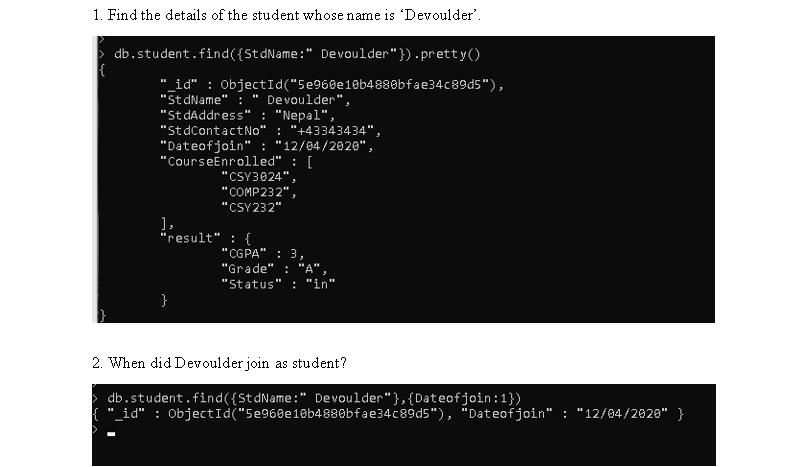 1. Find the details of the student whose name is ‘Devoulder’.
>
> db.student.find({StdName:" Devoulder"}).pretty()
{
"_id" : ObjectId("5e960e10b4880bfae34c89d5"),
"StdName" : " Devoulder",
"StdAddress" : "Nepal",
"StdContactNo" : "+43343434",
"Dateofjoin" : "12/04/2020",
"CourseEnrolled" : [
"CSY3024",
"COMP232",
"CSY232"
],
"result" : {
"CGPA" : 3,
"Grade" : "A",
"Status" : "in"
}
}
2. When did Devoulder join as student?
> db.student.find({StdName:" Devoulder"},{Dateofjoin:1})
{ "_id" : ObjectId("5e960e10b4880bfae34c89d5"), "Dateofjoin" : "12/04/2020" }
>